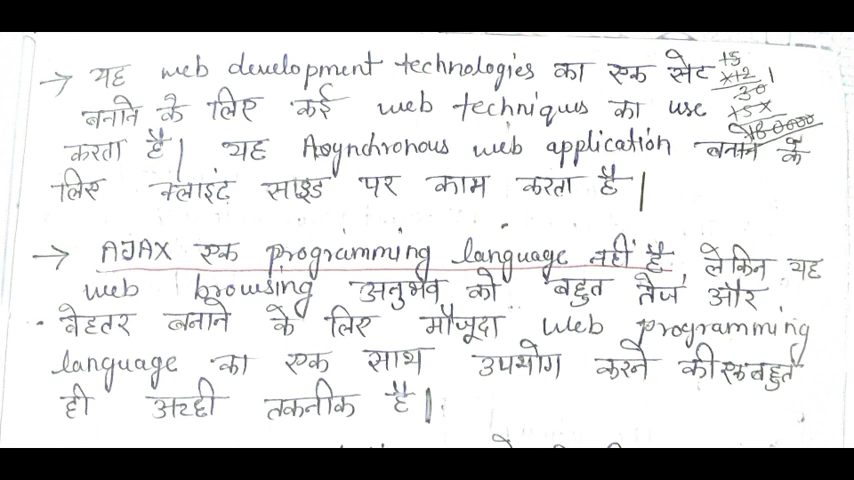 → यह web development technologies का एक सेट
बनाने के लिए कई web techniques का use
करता है| यह Asynchronous web application बनाने के
लिए क्लाइंट साइड पर काम करता है|
→ AJAX एक programming language नहीं है, लेकिन यह
web browsing अनुभव को बहुत तेज और
बेहतर बनाने के लिए मौजूदा web programming
language का एक साथ उपयोग करने की एक बहुत
ही अच्छी तकनीक है|